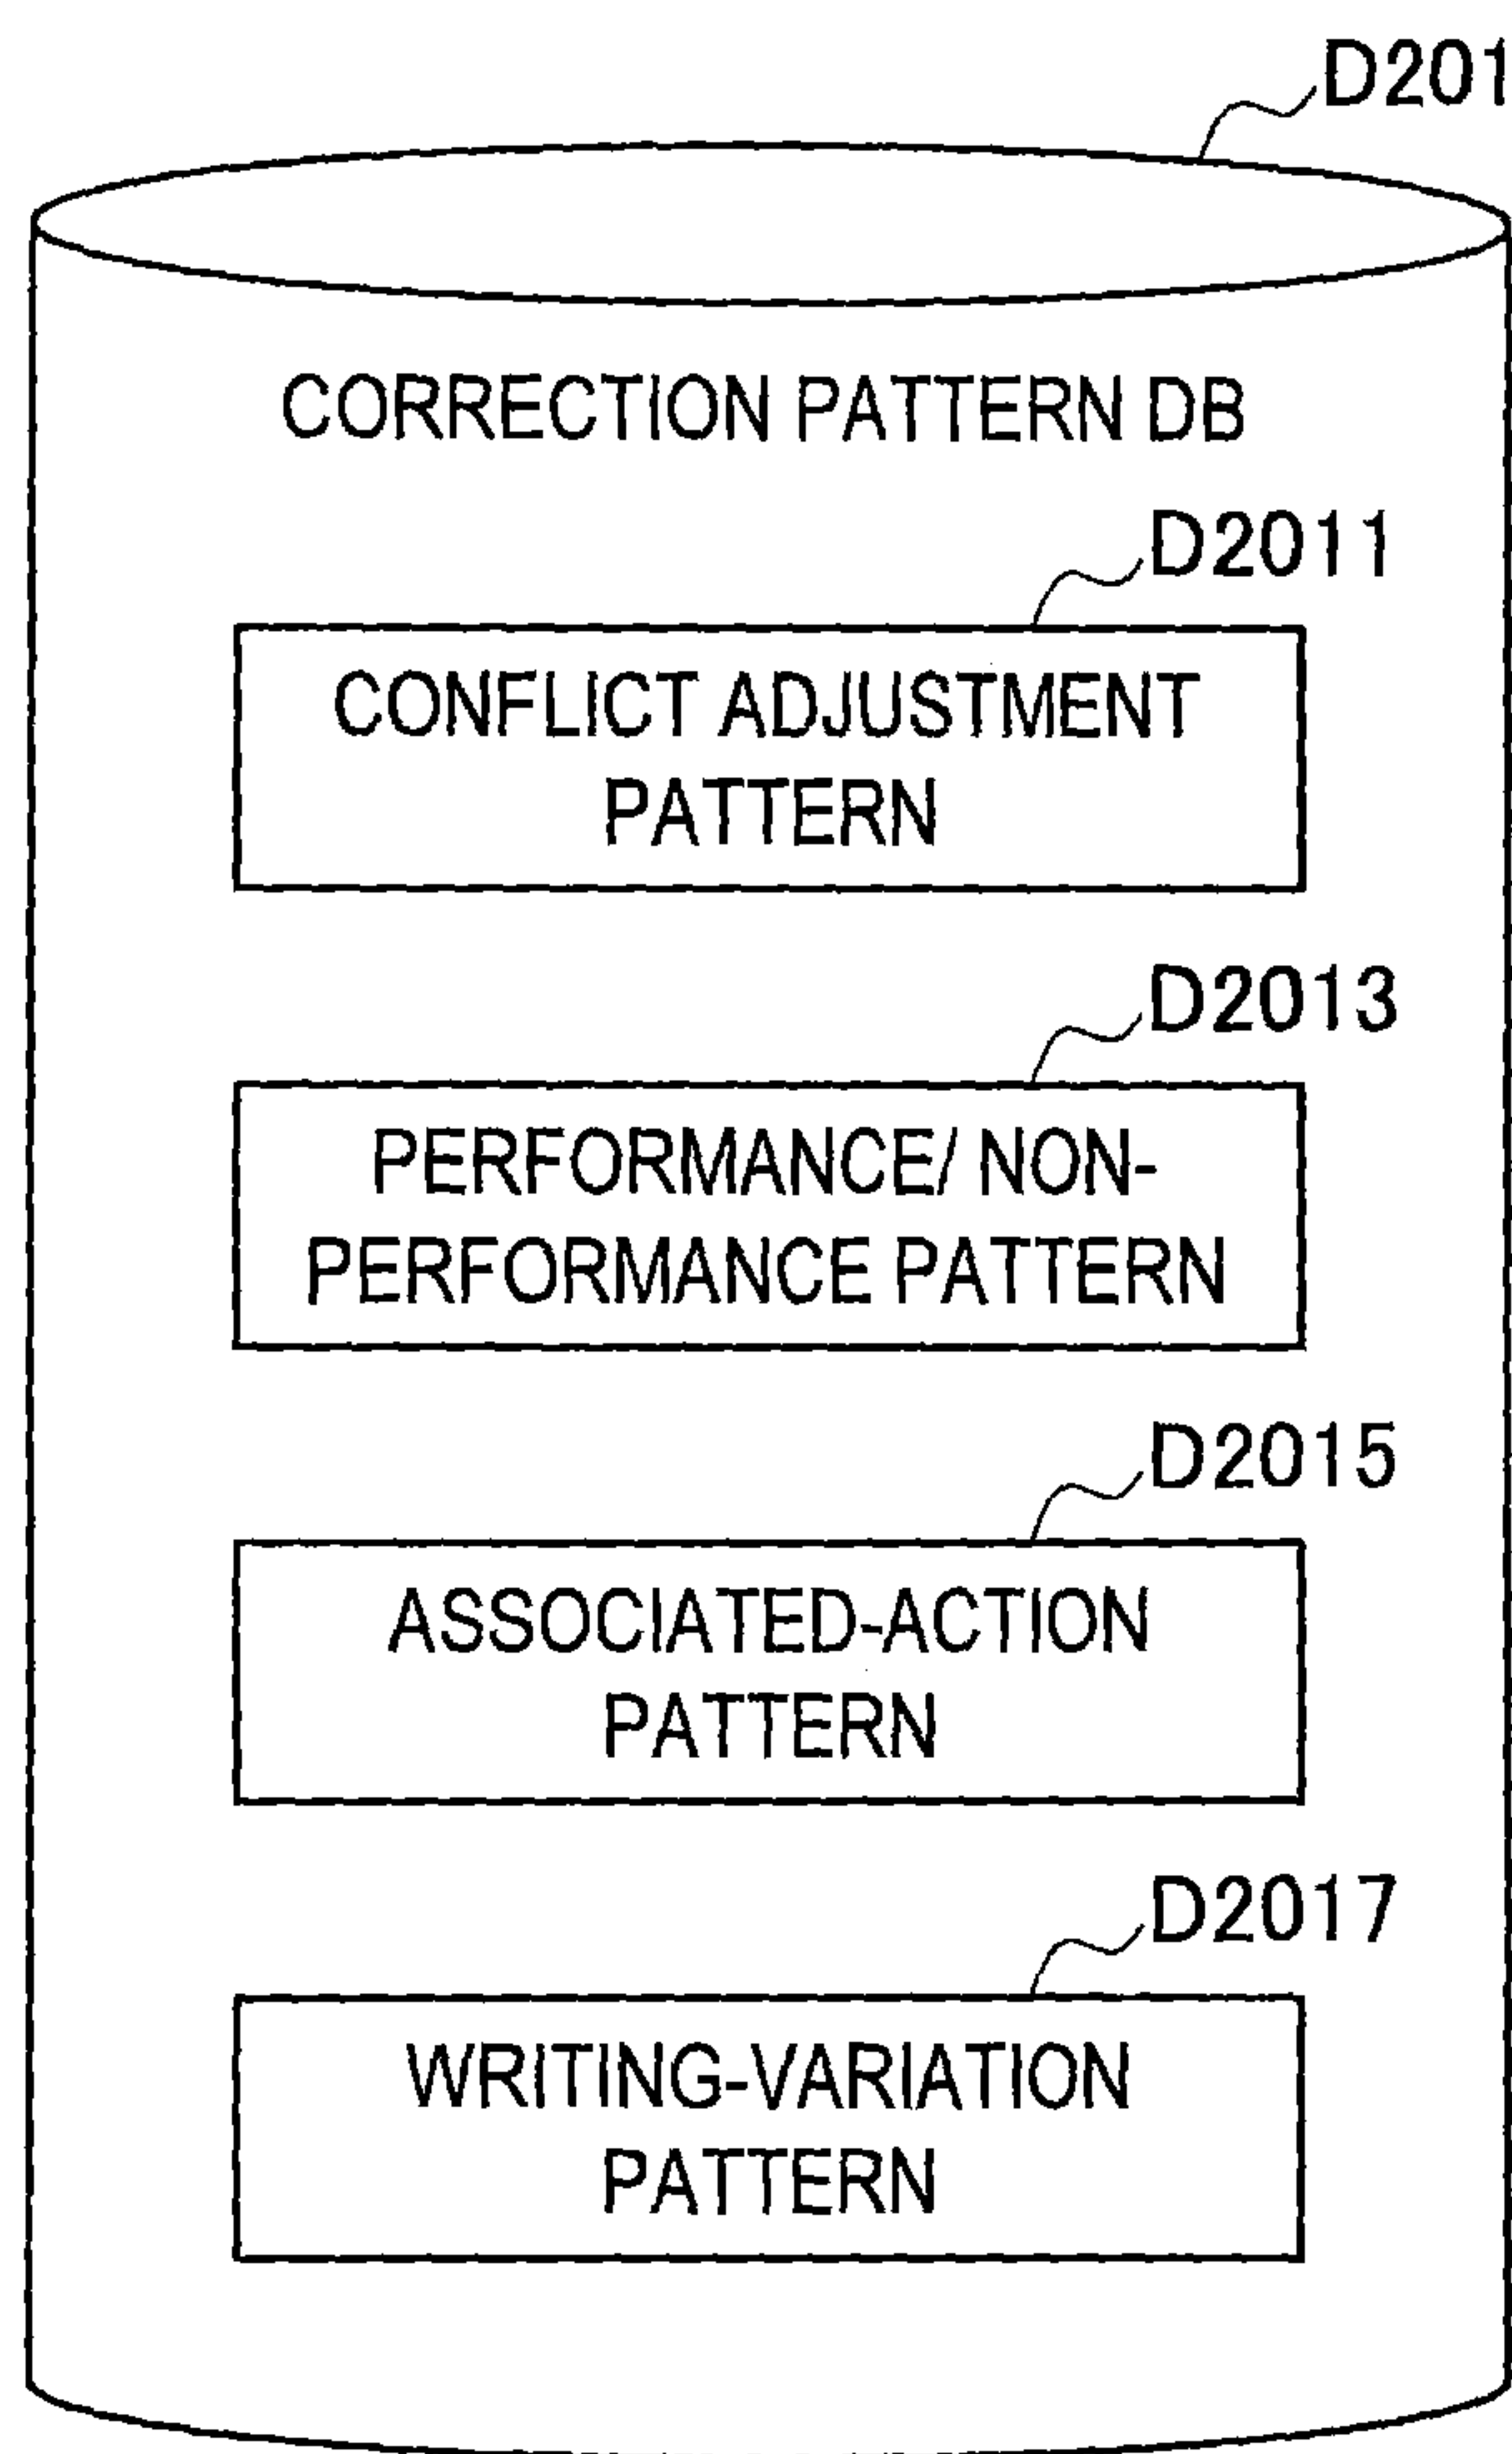 D201
CORRECTION PATTERN DB
D2011
CONFLICT ADJUSTMENT
PATTERN
D2013
PERFORMANCE/ NON-
PERFORMANCE PATTERN
D2015
ASSOCIATED-ACTION
PATTERN
D2017
WRITING-VARIATION
PATTERN